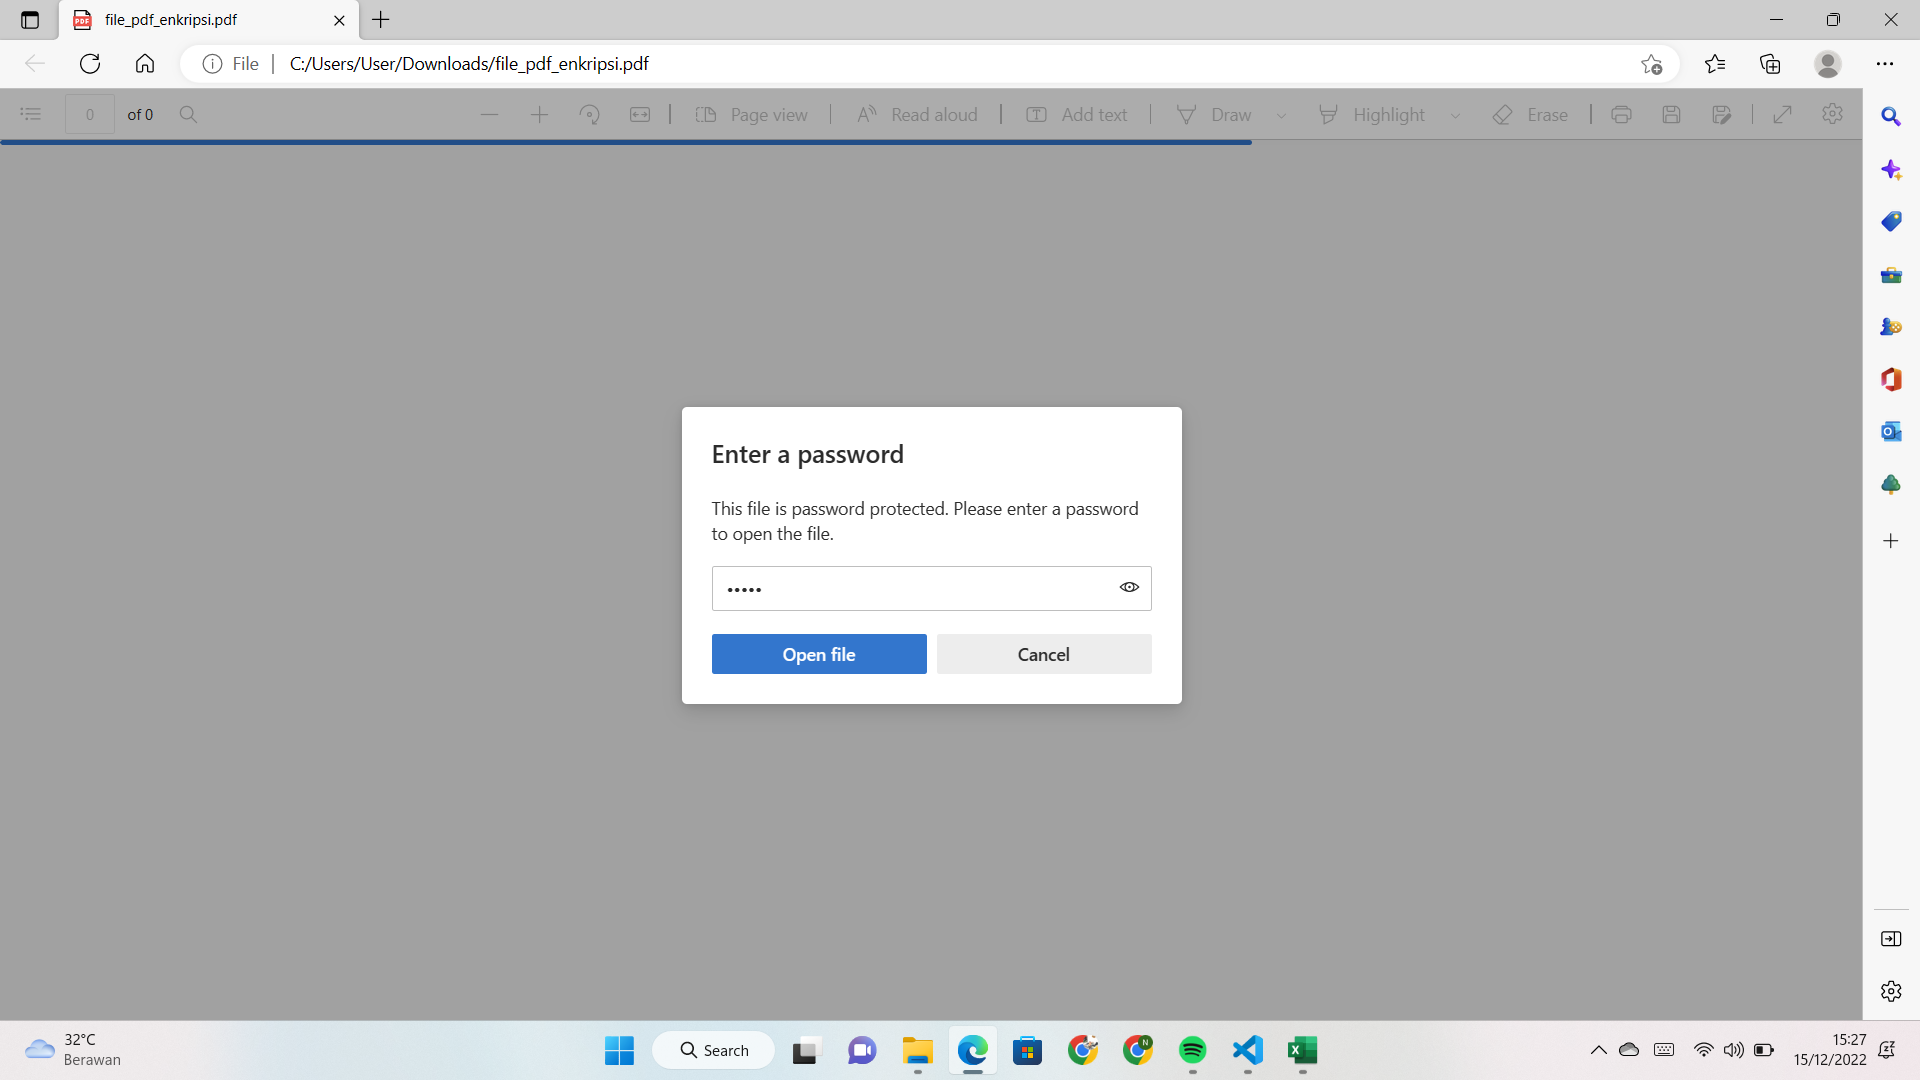 file_pdf_enkripsi.pdf
File
C:/Users/User/Downloads/file_pdf_enkripsi.pdf
0 of 0
Page view
Read aloud
Add text
Draw
Highlight
Erase
Enter a password
This file is password protected. Please enter a password
to open the file.
•••••
Open file
Cancel
32°C
Berawan
Search
15:27
15/12/2022